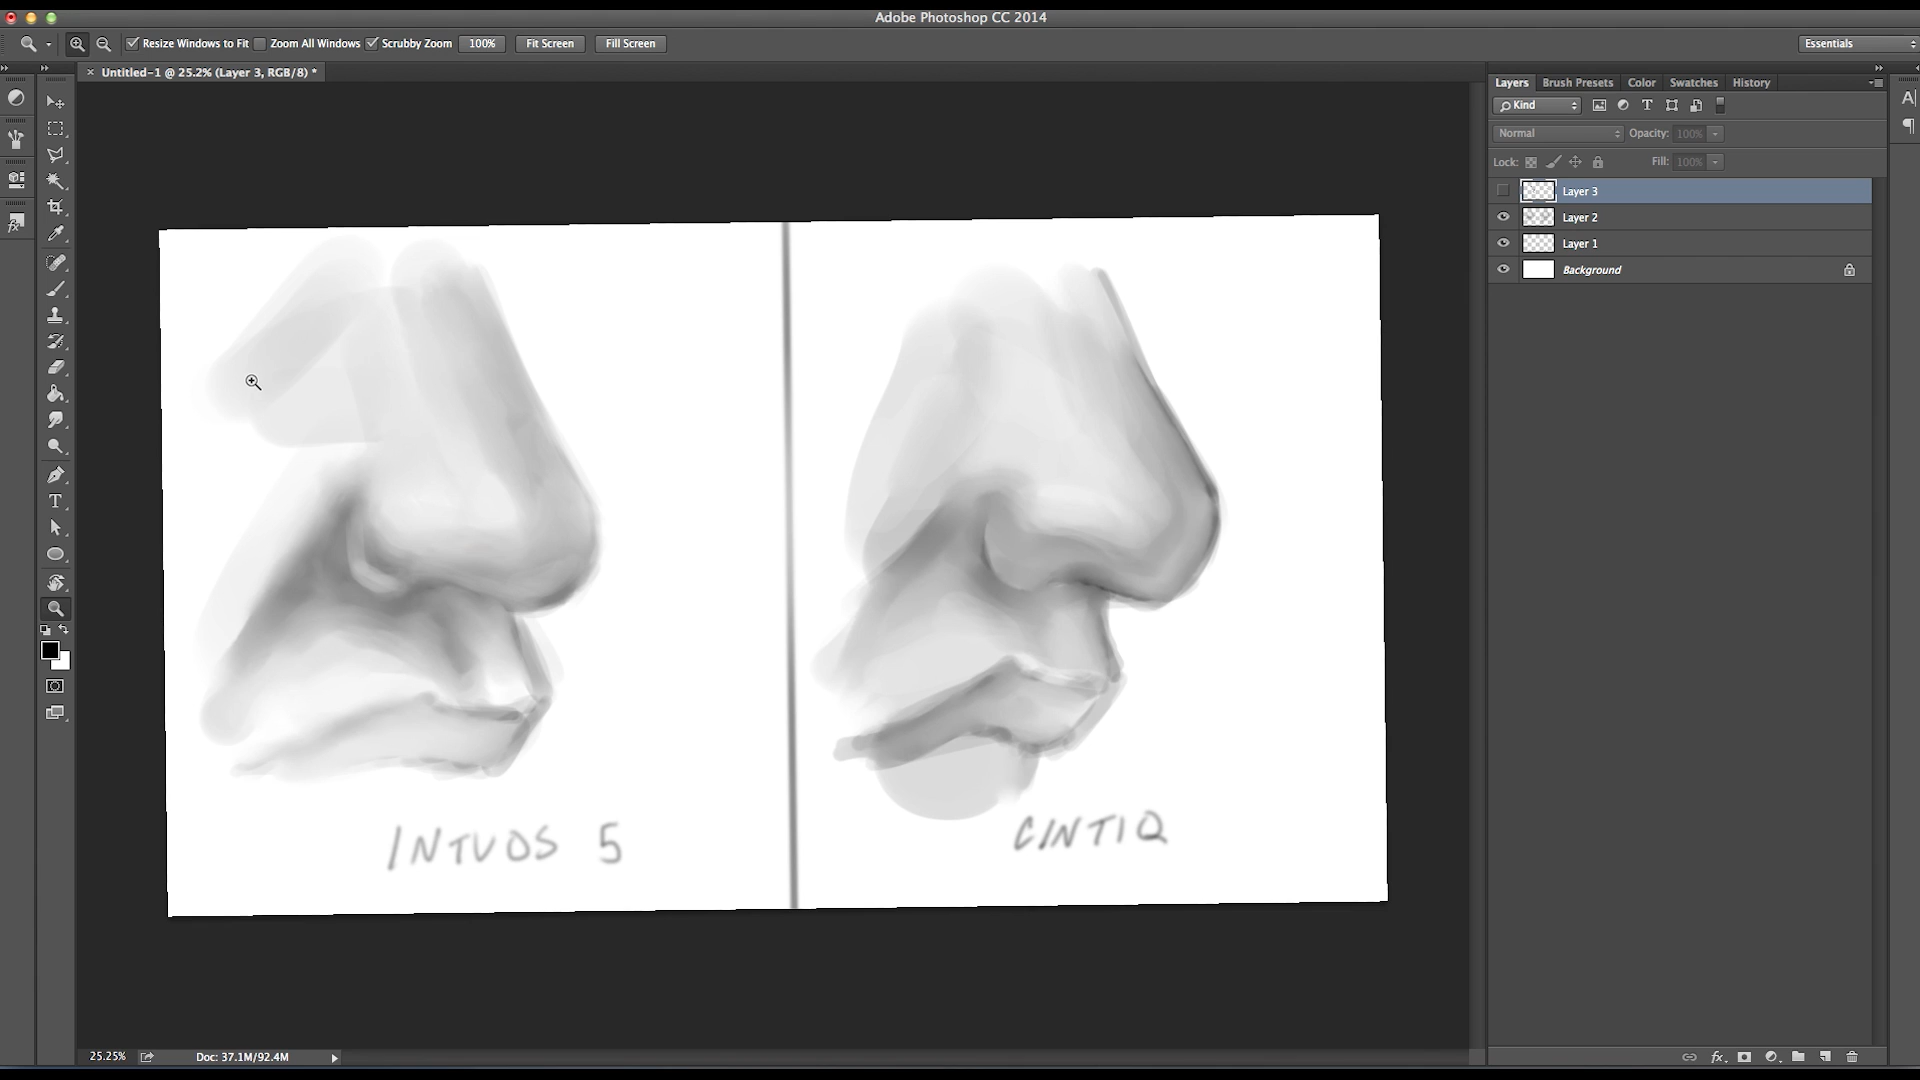 Adobe Photoshop CC 2014
Resize Windows to Fit Zoom All Windows Scrubby Zoom 100% Fit Screen Fill Screen Essentials
Untitled-1 @ 25.2% (Layer 3, RGB/8) *
Layers Brush Presets Color Swatches History
Kind
Normal Opacity: 100%
Lock: Fill: 100%
Layer 3
Layer 2
Layer 1
Background
INTUOS 5
CINTIQ
25.25% Doc: 37.1M/92.4M